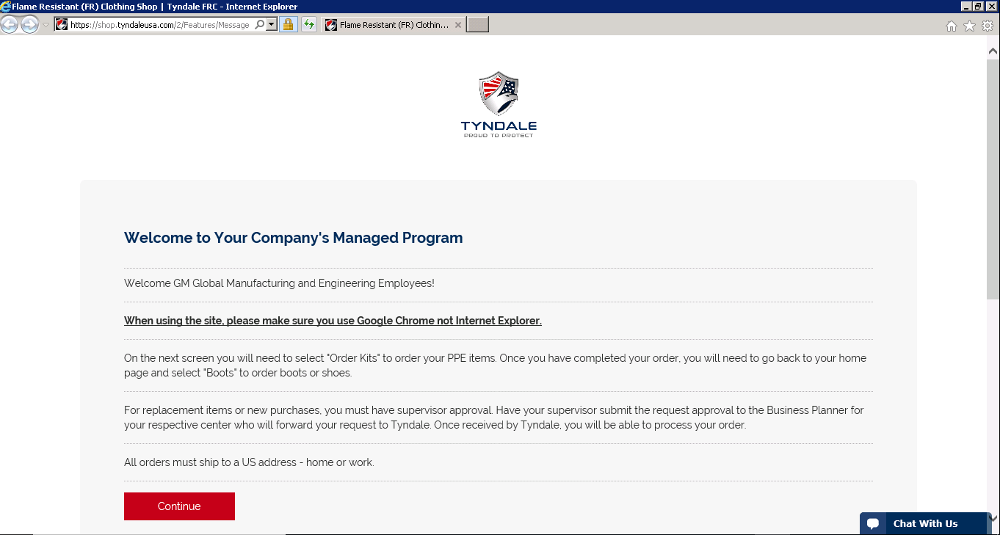 Flame Resistant (FR) Clothing Shop | Tyndale FRC - Internet Explorer
https://shop.tyndaleusa.com/2/Features/Message
Flame Resistant (FR) Clothin...
TYNDALE
PROUD TO PROTECT
Welcome to Your Company's Managed Program
Welcome GM Global Manufacturing and Engineering Employees!
When using the site, please make sure you use Google Chrome not Internet Explorer.
On the next screen you will need to select "Order Kits" to order your PPE items. Once you have completed your order, you will need to go back to your home
page and select "Boots" to order boots or shoes.
For replacement items or new purchases, you must have supervisor approval. Have your supervisor submit the request approval to the Business Planner for
your respective center who will forward your request to Tyndale. Once received by Tyndale, you will be able to process your order.
All orders must ship to a US address - home or work.
Continue
Chat With Us